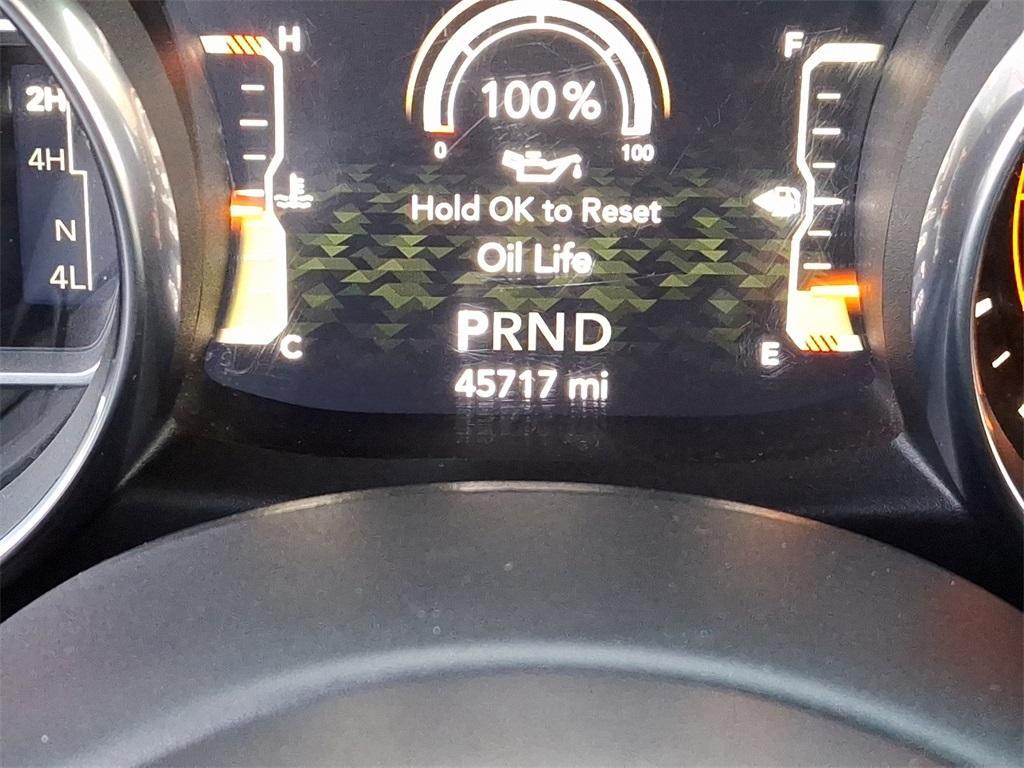 H
F
2H
4H
N
4L
100%
0
100
Hold OK to Reset
Oil Life
PRND
C
E
45717 mi